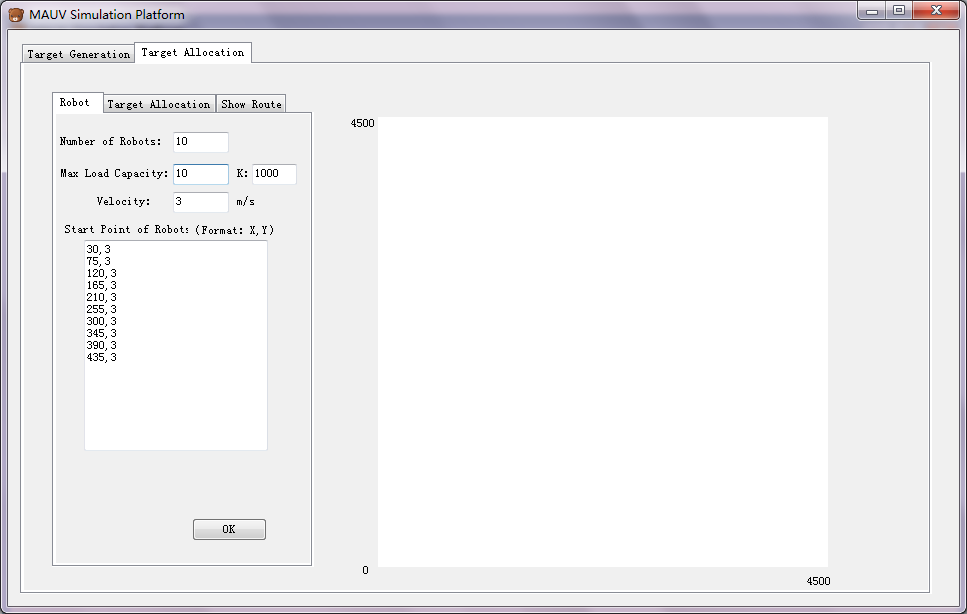 MAUV Simulation Platform
Target Generation Target Allocation
Robot Target Allocation Show Route
Number of Robots: 10
Max Load Capacity: 10 K: 1000
Velocity: 3 m/s
Start Point of Robots (Format: X,Y)
30,3
75,3
120,3
165,3
210,3
255,3
300,3
345,3
390,3
435,3
OK
4500
0
4500